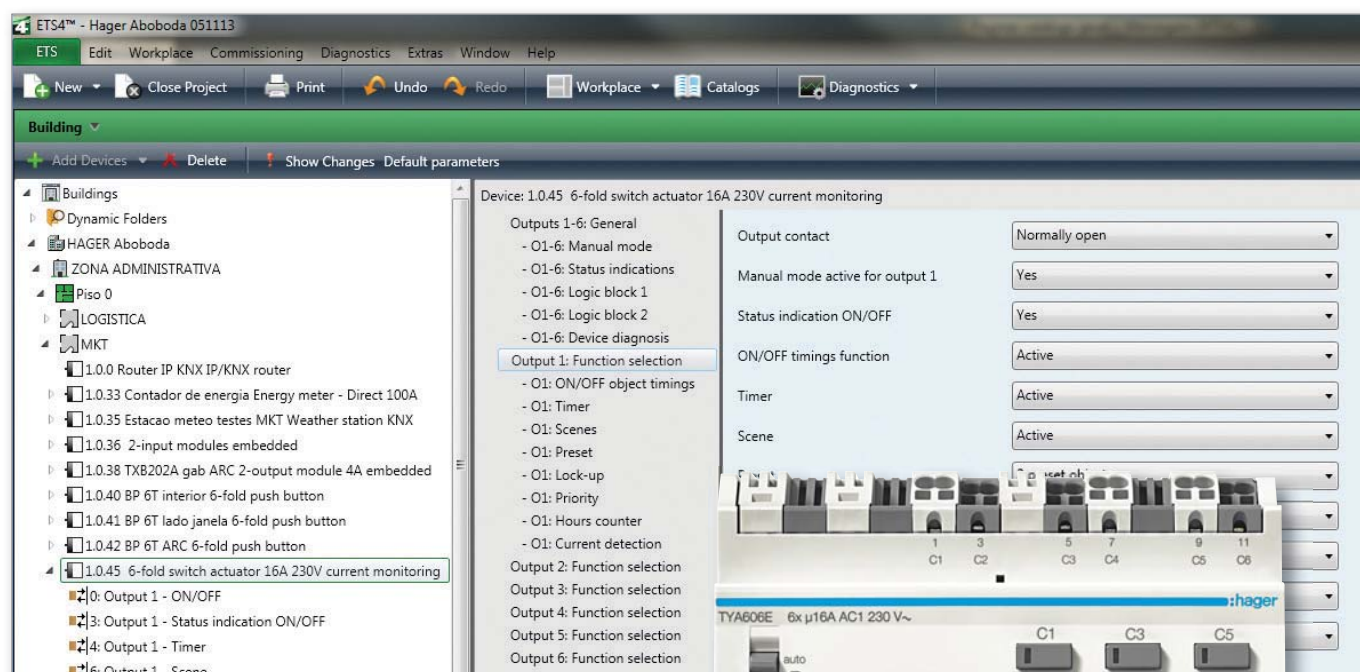 ETS4™ - Hager Aboboda 051113
ETS Edit Workplace Commissioning Diagnostics Extras Window Help
New Close Project Print Undo Redo Workplace Catalogs Diagnostics
Building
Add Devices Delete Show Changes Default parameters
Buildings
Dynamic Folders
HAGER Aboboda
ZONA ADMINISTRATIVA
Piso 0
LOGISTICA
MKT
1.0.0 Router IP KNX IP/KNX router
1.0.33 Contador de energia Energy meter - Direct 100A
1.0.35 Estacao meteo testes MKT Weather station KNX
1.0.36 2-input modules embedded
1.0.38 TXB202A gab ARC 2-output module 4A embedded
1.0.40 BP 6T interior 6-fold push button
1.0.41 BP 6T lado janela 6-fold push button
1.0.42 BP 6T ARC 6-fold push button
1.0.45 6-fold switch actuator 16A 230V current monitoring
0: Output 1 - ON/OFF
3: Output 1 - Status indication ON/OFF
4: Output 1 - Timer
6: Output 1 - Scene
Device: 1.0.45 6-fold switch actuator 16A 230V current monitoring
Outputs 1-6: General
- O1-6: Manual mode
- O1-6: Status indications
- O1-6: Logic block 1
- O1-6: Logic block 2
- O1-6: Device diagnosis
Output 1: Function selection
- O1: ON/OFF object timings
- O1: Timer
- O1: Scenes
- O1: Preset
- O1: Lock-up
- O1: Priority
- O1: Hours counter
- O1: Current detection
Output 2: Function selection
Output 3: Function selection
Output 4: Function selection
Output 5: Function selection
Output 6: Function selection
Output contact Normally open
Manual mode active for output 1 Yes
Status indication ON/OFF Yes
ON/OFF timings function Active
Timer Active
Scene Active
1 3 5 7 9 11
C1 C2 C3 C4 C5 C6
:hager
TYA606E 6x µ16A AC1 230 V~
C1 C3 C5
auto